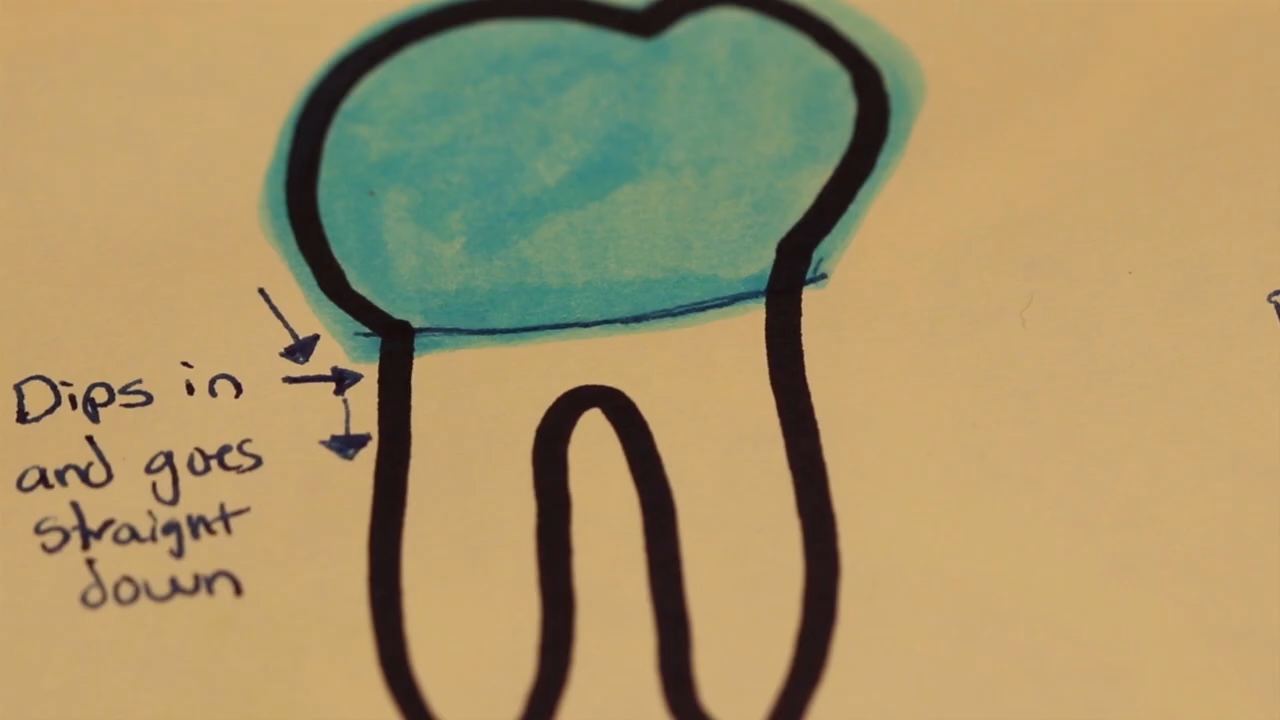 Dips in
and goes
straight
down